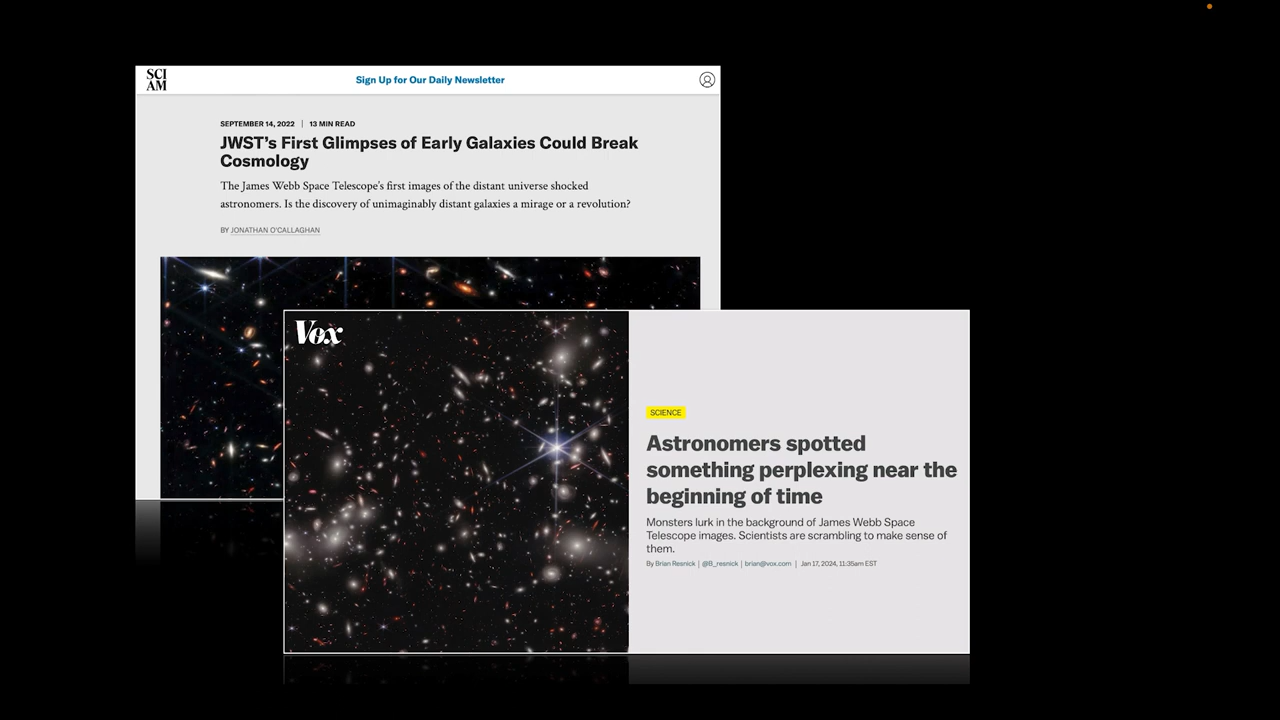 SCI
AM
Sign Up for Our Daily Newsletter
SEPTEMBER 14, 2022 | 13 MIN READ
JWST's First Glimpses of Early Galaxies Could Break
Cosmology
The James Webb Space Telescope's first images of the distant universe shocked
astronomers. Is the discovery of unimaginably distant galaxies a mirage or a revolution?
BY JONATHAN O'CALLAGHAN
Vox
SCIENCE
Astronomers spotted
something perplexing near the
beginning of time
Monsters lurk in the background of James Webb Space
Telescope images. Scientists are scrambling to make sense of
them.
By Brian Resnick | @B_resnick | brian@vox.com | Jan 17, 2024, 11:35am EST